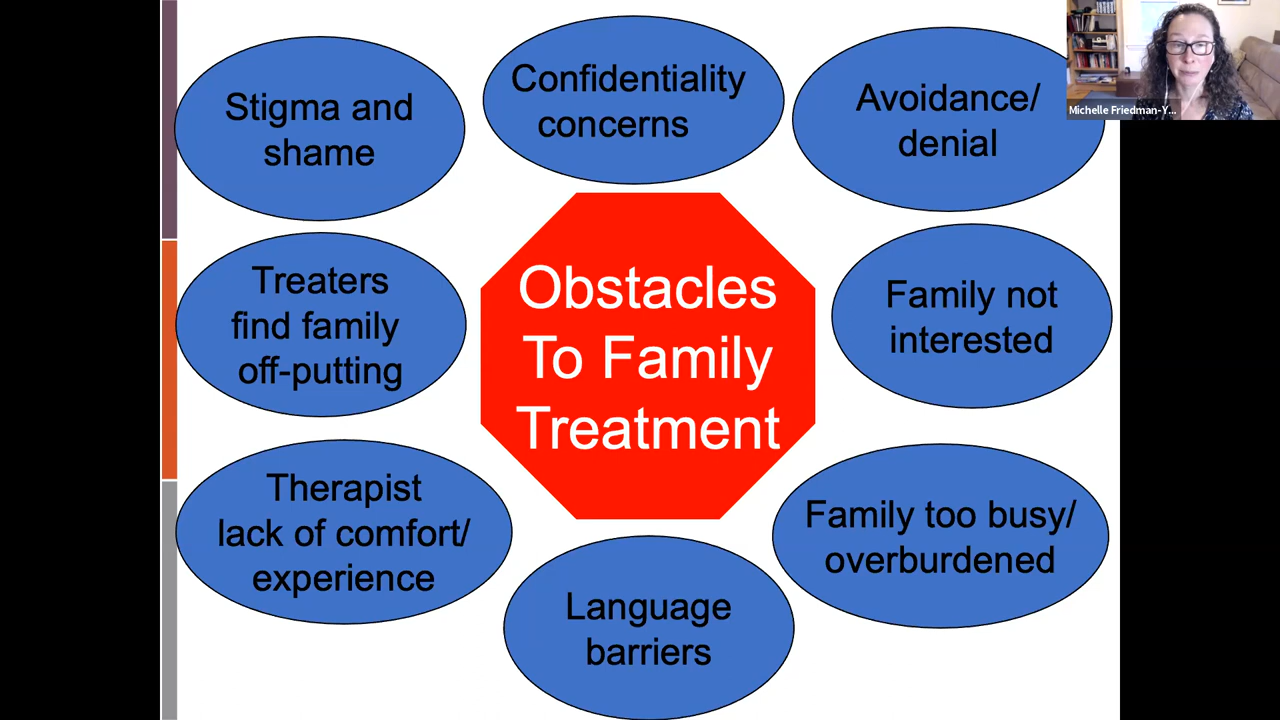 Stigma and
shame
Confidentiality
concerns
Avoidance/
denial
Michelle Friedman-Y...
Treaters
find family
off-putting
Obstacles
To Family
Treatment
Family not
interested
Therapist
lack of comfort/
experience
Language
barriers
Family too busy/
overburdened